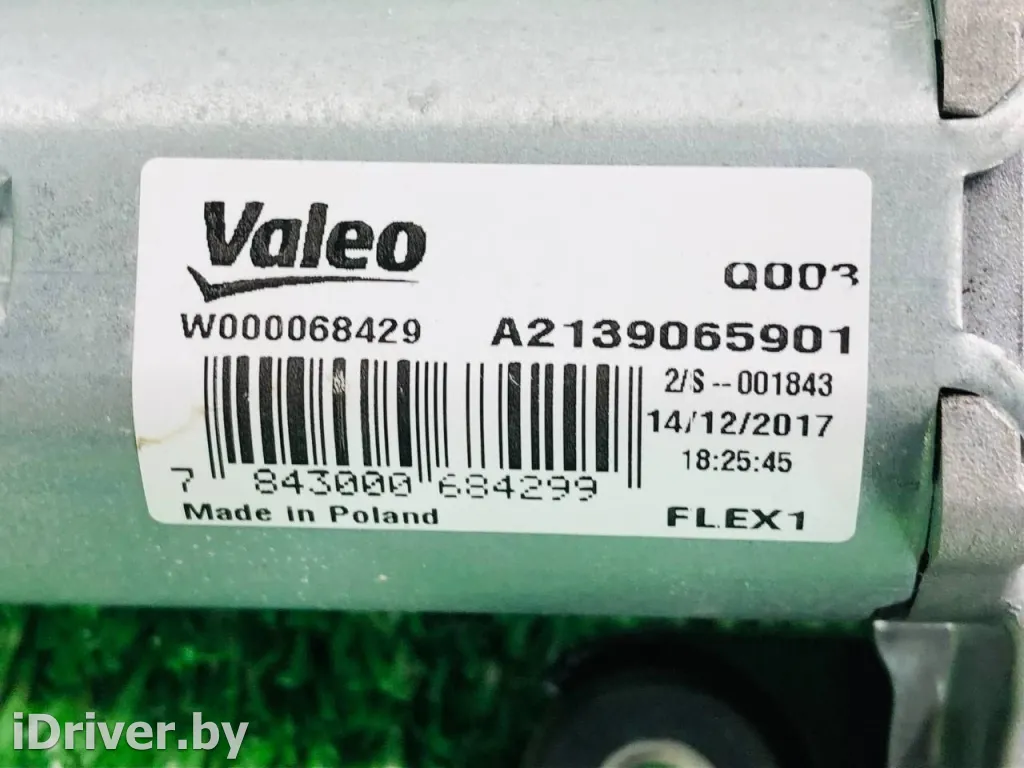 Valeo
Q003
W000068429 A2139065901
2/S--001843
14/12/2017
18:25:45
7 843000 684299
Made in Poland
FLEX1
iDriver.by